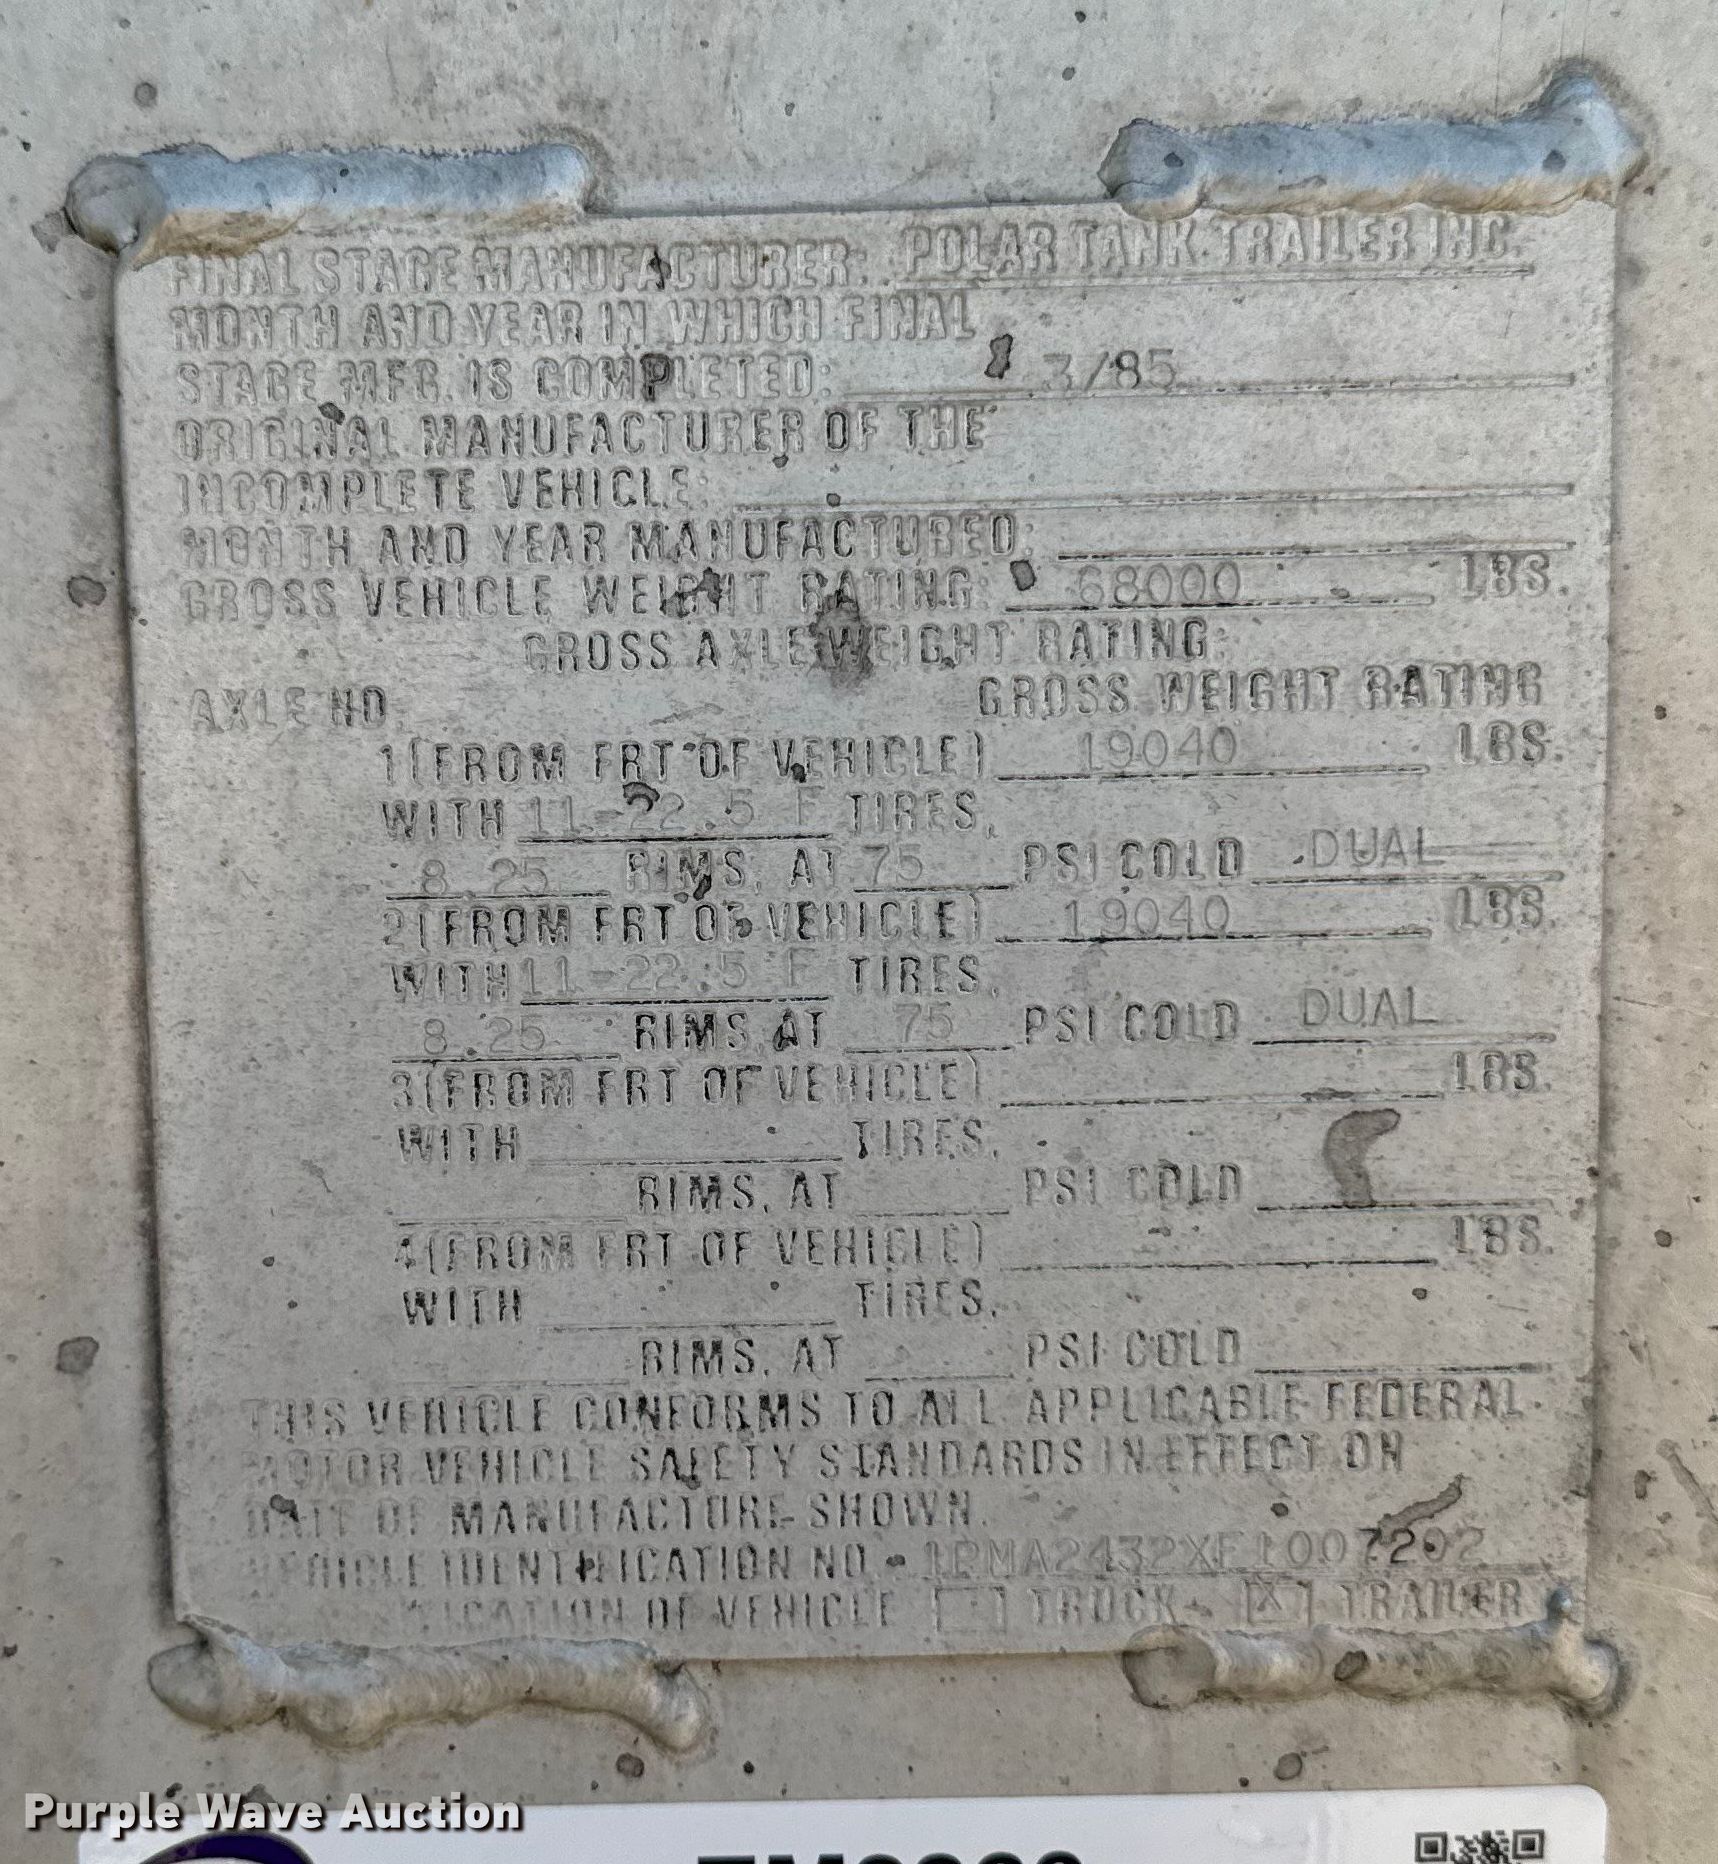 FINAL STAGE MANUFACTURER: POLAR TANK TRAILER INC.
MONTH AND YEAR IN WHICH FINAL
STAGE MFG. IS COMPLETED: 3/85
ORIGINAL MANUFACTURER OF THE
INCOMPLETE VEHICLE:
MONTH AND YEAR MANUFACTURED:
GROSS VEHICLE WEIGHT RATING: 68000 LBS.
GROSS AXLE WEIGHT RATING:
AXLE NO. GROSS WEIGHT RATING
1(FROM FRT OF VEHICLE) 19040 LBS.
WITH 11-22.5 F TIRES,
8.25 RIMS, AT 75 PSI COLD DUAL
2(FROM FRT OF VEHICLE) 19040 LBS.
WITH 11-22.5 F TIRES,
8.25 RIMS, AT 75 PSI COLD DUAL
3(FROM FRT OF VEHICLE) LBS.
WITH TIRES,
RIMS, AT PSI COLD
4(FROM FRT OF VEHICLE) LBS.
WITH TIRES,
RIMS, AT PSI COLD
THIS VEHICLE CONFORMS TO ALL APPLICABLE FEDERAL
MOTOR VEHICLE SAFETY STANDARDS IN EFFECT ON
DATE OF MANUFACTURE SHOWN.
VEHICLE IDENTIFICATION NO. 1PMA2432XF1007202
OF VEHICLE TRUCK X TRAILER
Purple Wave Auction